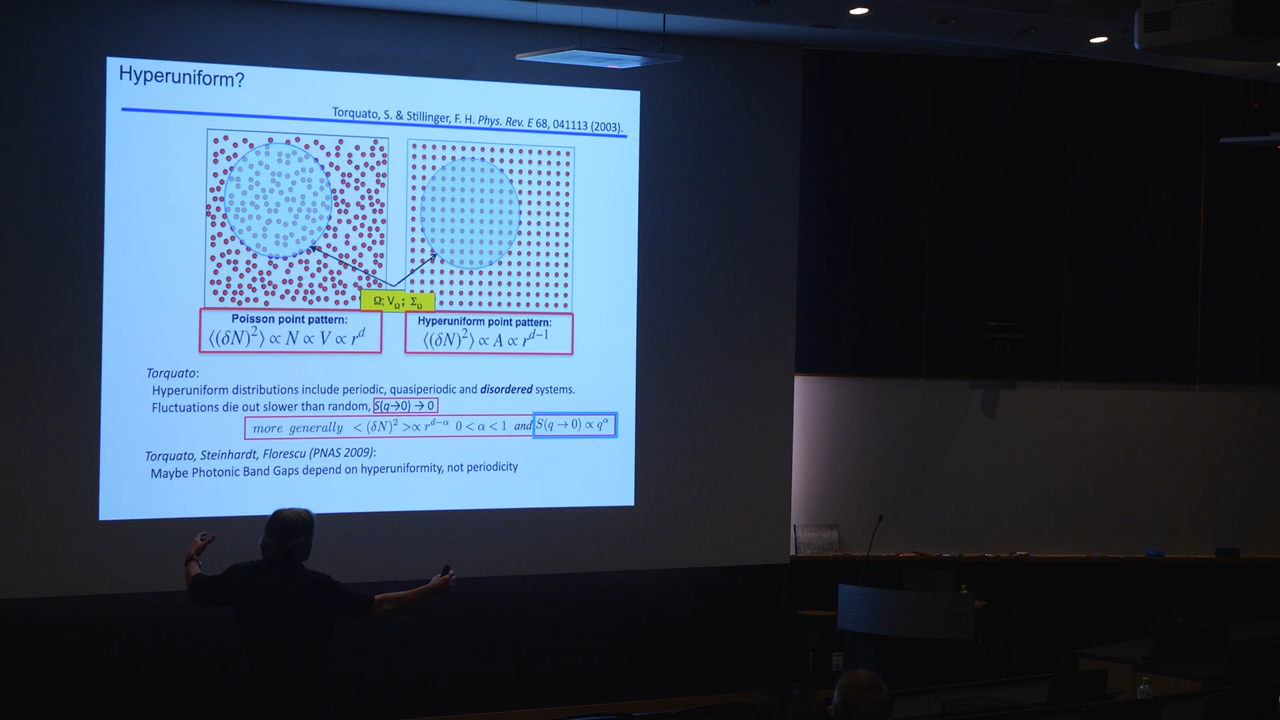 Hyperuniform?
Torquato, S. & Stillinger, F. H. Phys. Rev. E 68, 041113 (2003).
Ω; V_Ω ; Σ_Ω
Poisson point pattern:
⟨(δN)²⟩ ∝ N ∝ V ∝ r^d
Hyperuniform point pattern:
⟨(δN)²⟩ ∝ A ∝ r^{d−1}
Torquato:
Hyperuniform distributions include periodic, quasiperiodic and disordered systems.
Fluctuations die out slower than random, S(q→0) → 0
more generally < (δN)² >∝ r^{d−α} 0 < α < 1 and S(q → 0) ∝ q^α
Torquato, Steinhardt, Florescu (PNAS 2009):
Maybe Photonic Band Gaps depend on hyperuniformity, not periodicity